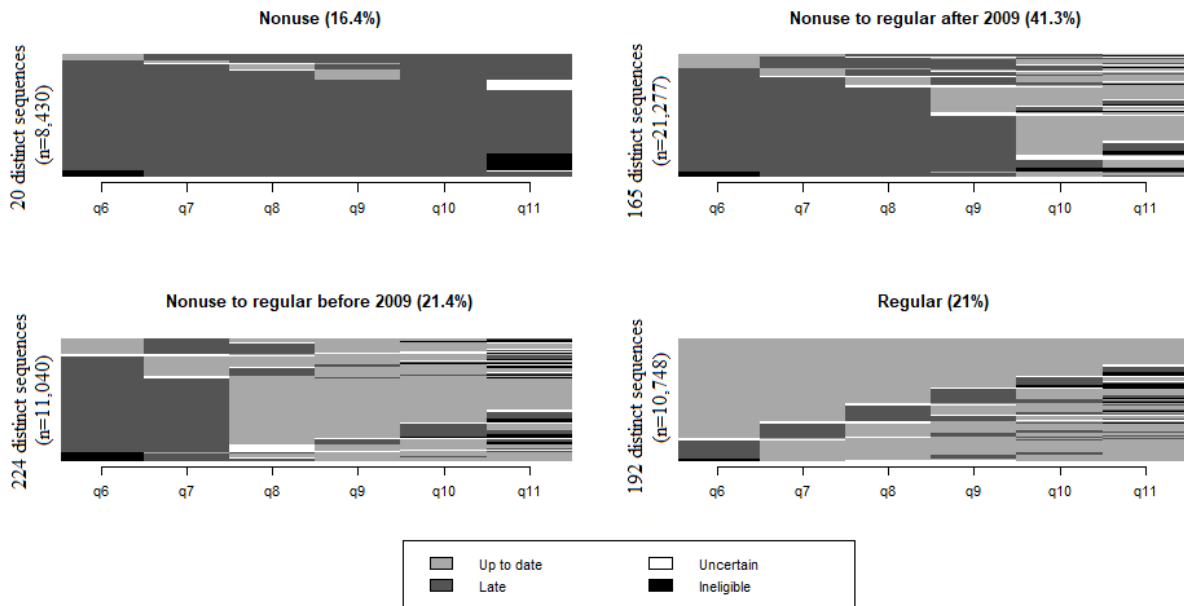 Nonuse (16.4%)
20 distinct sequences
(n=8,430)
q6 q7 q8 q9 q10 q11
Nonuse to regular after 2009 (41.3%)
165 distinct sequences
(n=21,277)
q6 q7 q8 q9 q10 q11
Nonuse to regular before 2009 (21.4%)
224 distinct sequences
(n=11,040)
q6 q7 q8 q9 q10 q11
Regular (21%)
192 distinct sequences
(n=10,748)
q6 q7 q8 q9 q10 q11
Up to date
Late
Uncertain
Ineligible